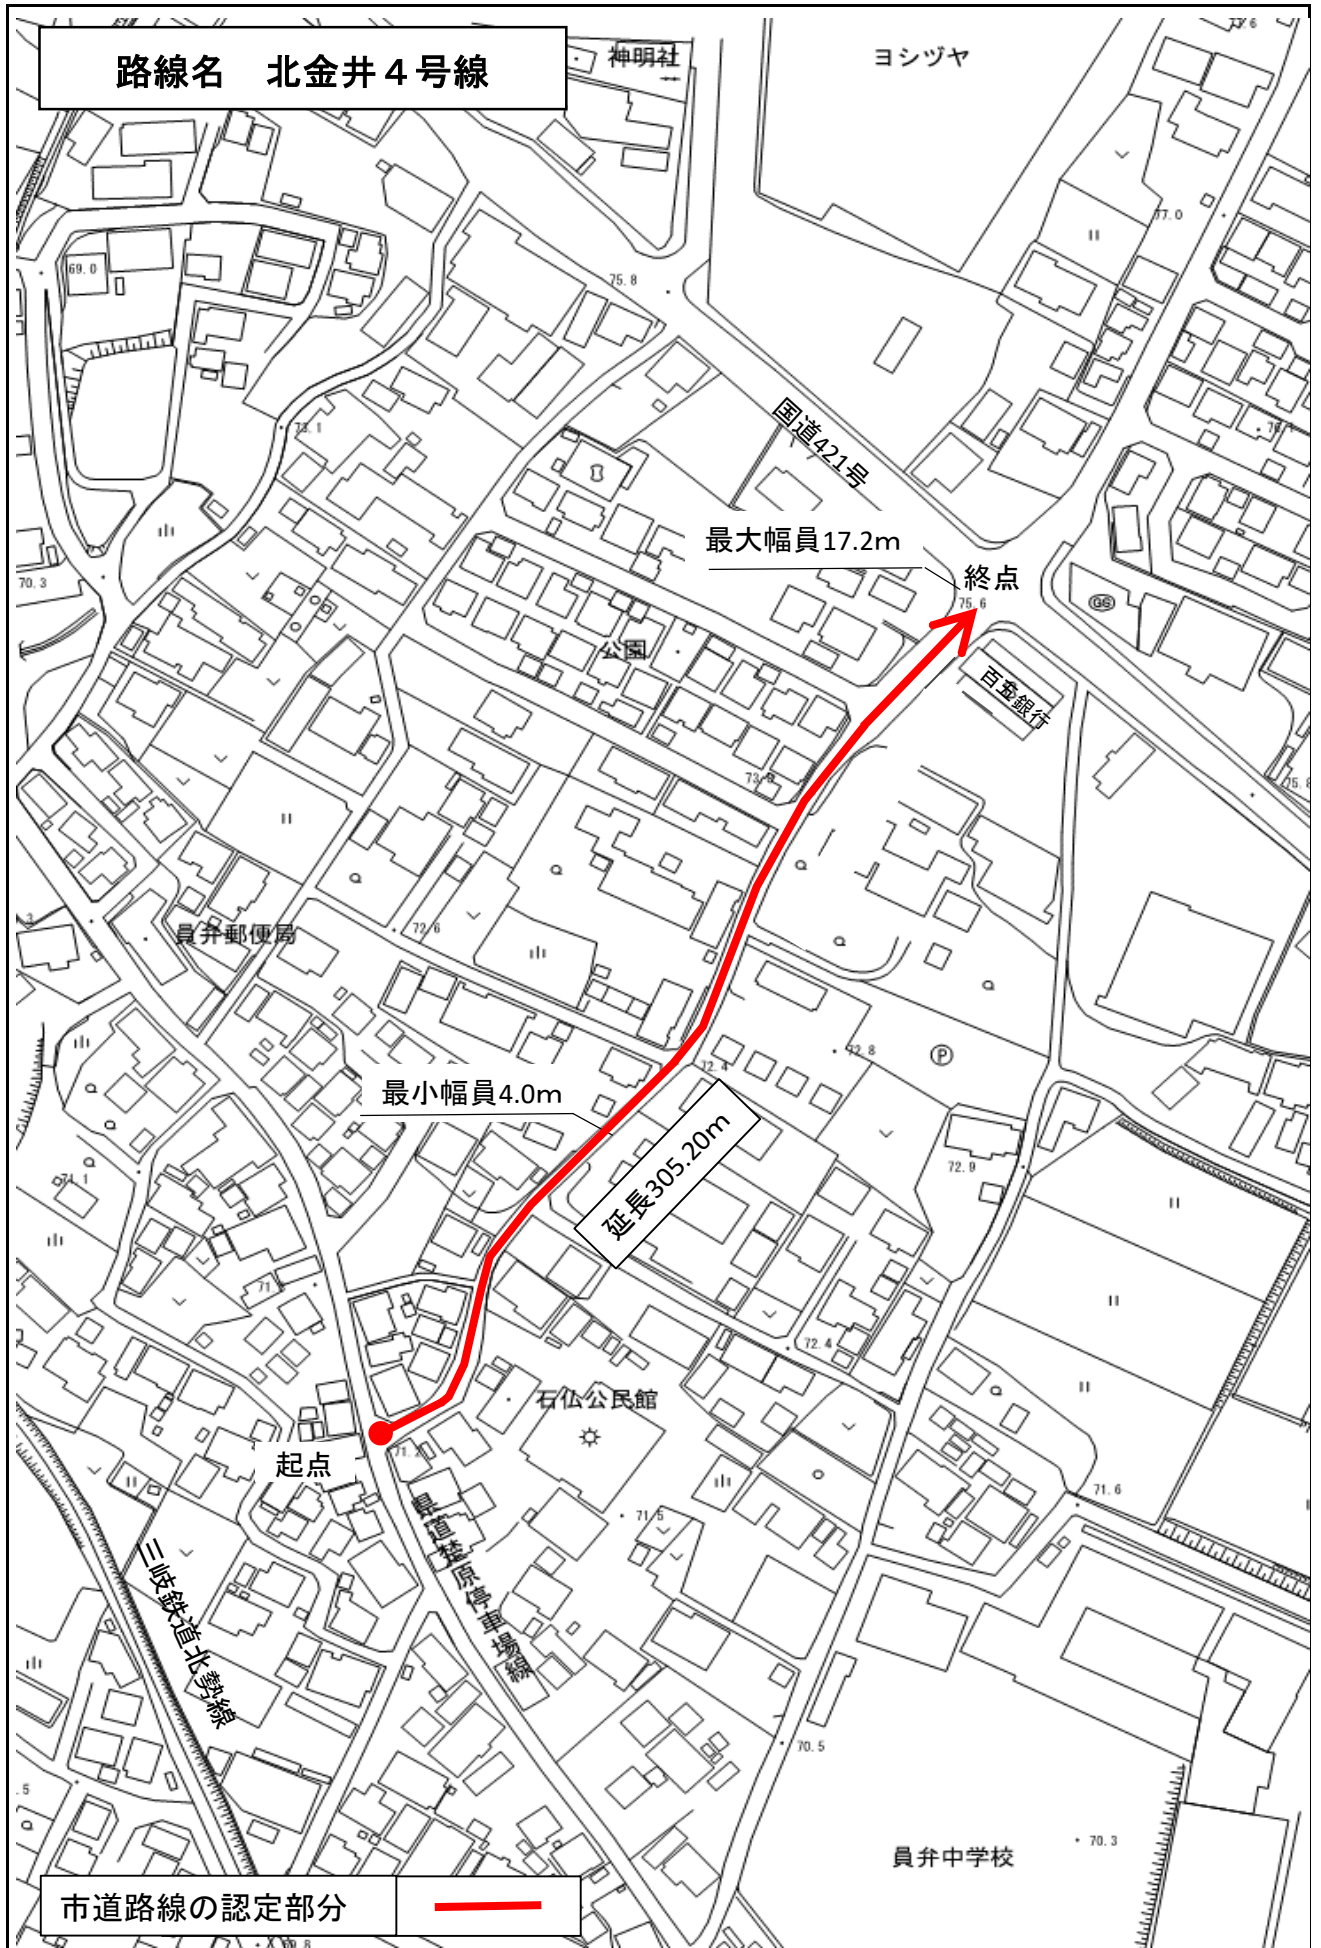 路線名　北金井４号線
神明社
ヨシヅヤ
77.0
69.0
75.8
国道421号
73.1
最大幅員17.2m
終点
75.6
70.3
GS
公園
百五銀行
73.9
75.8
員弁郵便局
72.6
72.8
P
72.4
最小幅員4.0m
延長305.20m
72.9
71.1
71
72.4
石仏公民館
起点
71.2
71.5
71.6
県道楚原停車場線
三岐鉄道北勢線
70.5
70.3
員弁中学校
市道路線の認定部分